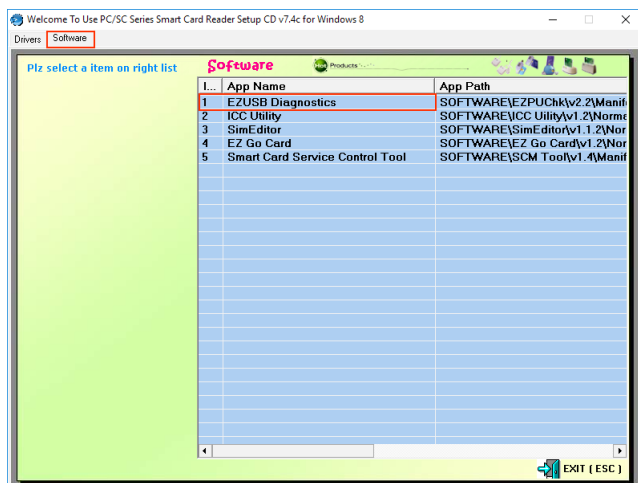 Welcome To Use PC/SC Series Smart Card Reader Setup CD v7.4c for Windows 8
Drivers Software
Plz select a item on right list
Software
Products
I... App Name App Path
1 EZUSB Diagnostics SOFTWARE\EZPUChk\v2.2\Manif
2 ICC Utility SOFTWARE\ICC Uility\v1.2\Norme
3 SimEditor SOFTWARE\SimEditor\v1.1.2\Nor
4 EZ Go Card SOFTWARE\EZ Go Card\v1.2\Nor
5 Smart Card Service Control Tool SOFTWARE\SCM Tool\v1.4\Manif
EXIT ( ESC )